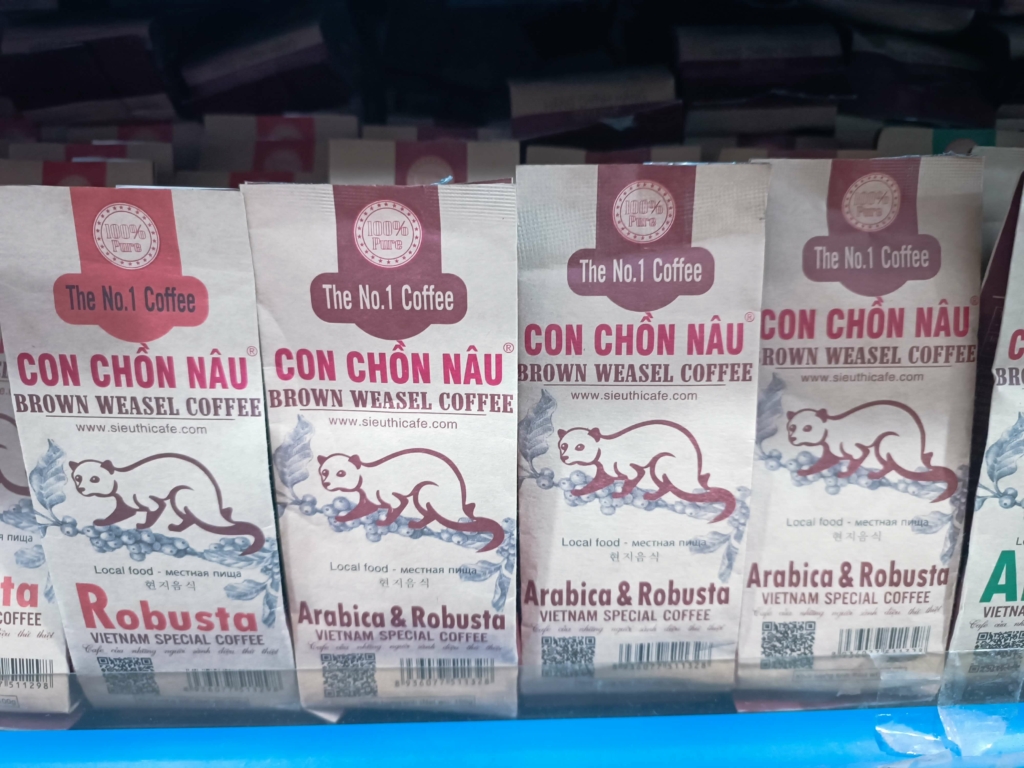 100%
Pure
The No.1 Coffee
CON CHỒN NÂU®
BROWN WEASEL COFFEE
www.sieuthicafe.com
Local food - местная пища
현지음식
Robusta
VIETNAM SPECIAL COFFEE
100%
Pure
The No.1 Coffee
CON CHỒN NÂU®
BROWN WEASEL COFFEE
www.sieuthicafe.com
Local food - местная пища
현지음식
Arabica & Robusta
VIETNAM SPECIAL COFFEE
100%
Pure
The No.1 Coffee
CON CHỒN NÂU®
BROWN WEASEL COFFEE
www.sieuthicafe.com
Local food - местная пища
현지음식
Arabica & Robusta
VIETNAM SPECIAL COFFEE
100%
Pure
The No.1 Coffee
CON CHỒN NÂU®
ROWN WEASEL COFFEE
www.sieuthicafe.com
Local food - местная пища
현지음식
Arabica & Robusta
VIETNAM SPECIAL COFFEE